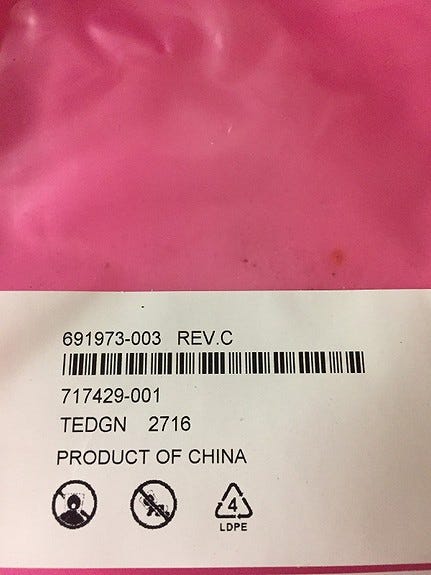 691973-003 REV.C
717429-001
TEDGN 2716
PRODUCT OF CHINA
4
LDPE